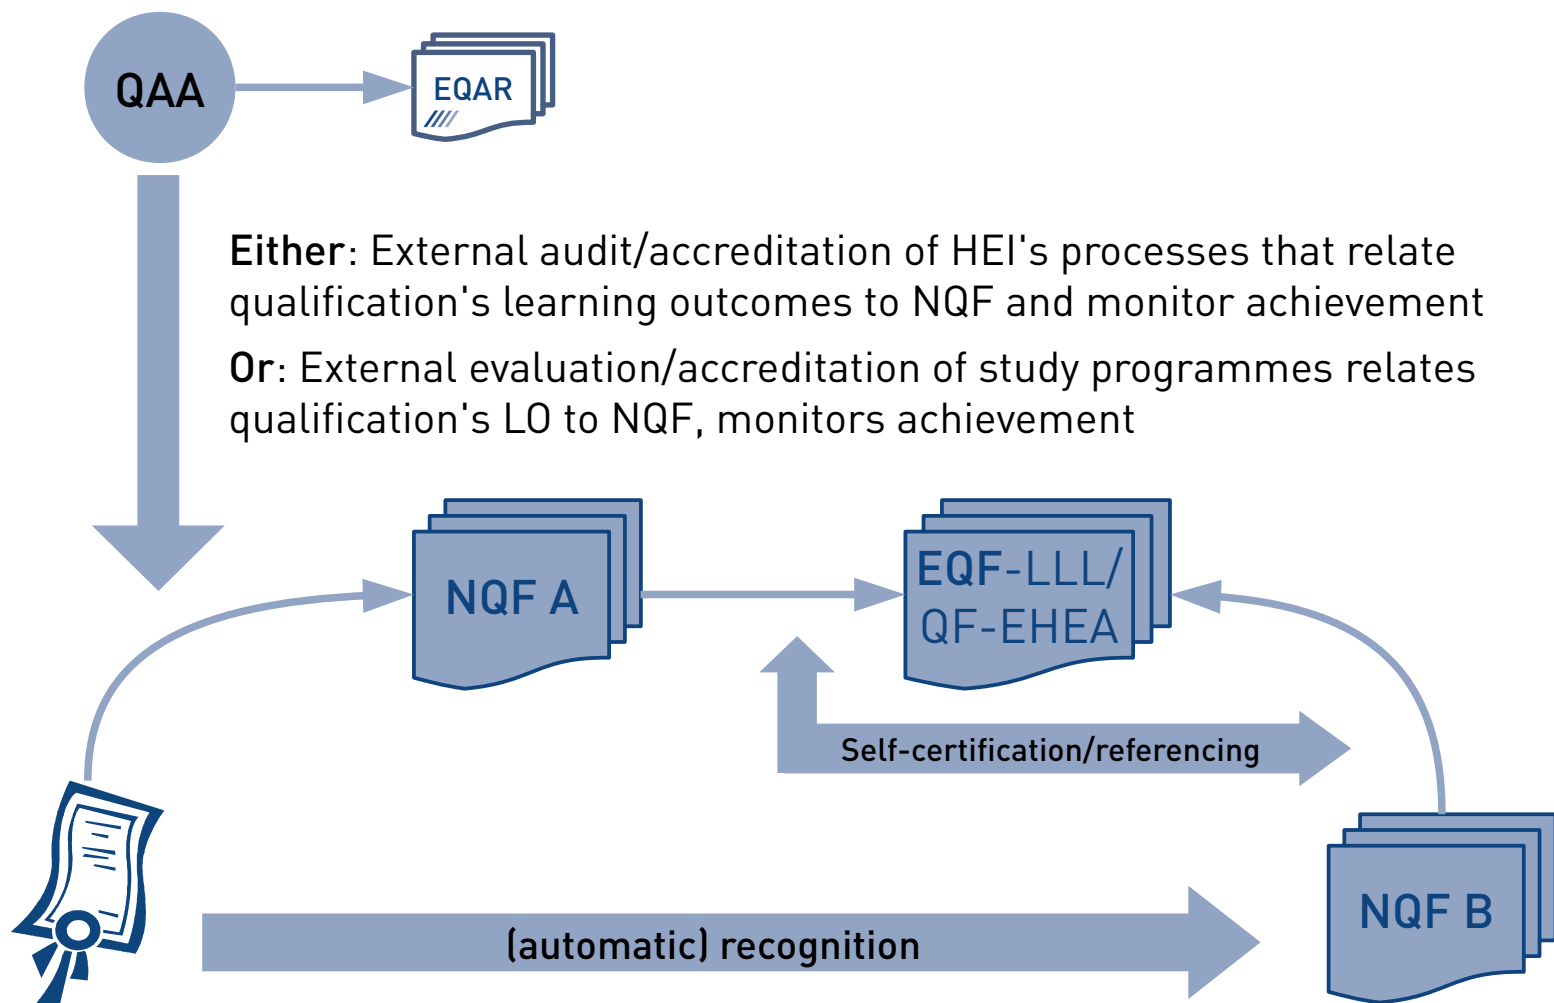 QAA
EQAR
Either: External audit/accreditation of HEI's processes that relate
qualification's learning outcomes to NQF and monitor achievement
Or: External evaluation/accreditation of study programmes relates
qualification's LO to NQF, monitors achievement
NQF A
EQF-LLL/
QF-EHEA
Self-certification/referencing
NQF B
(automatic) recognition